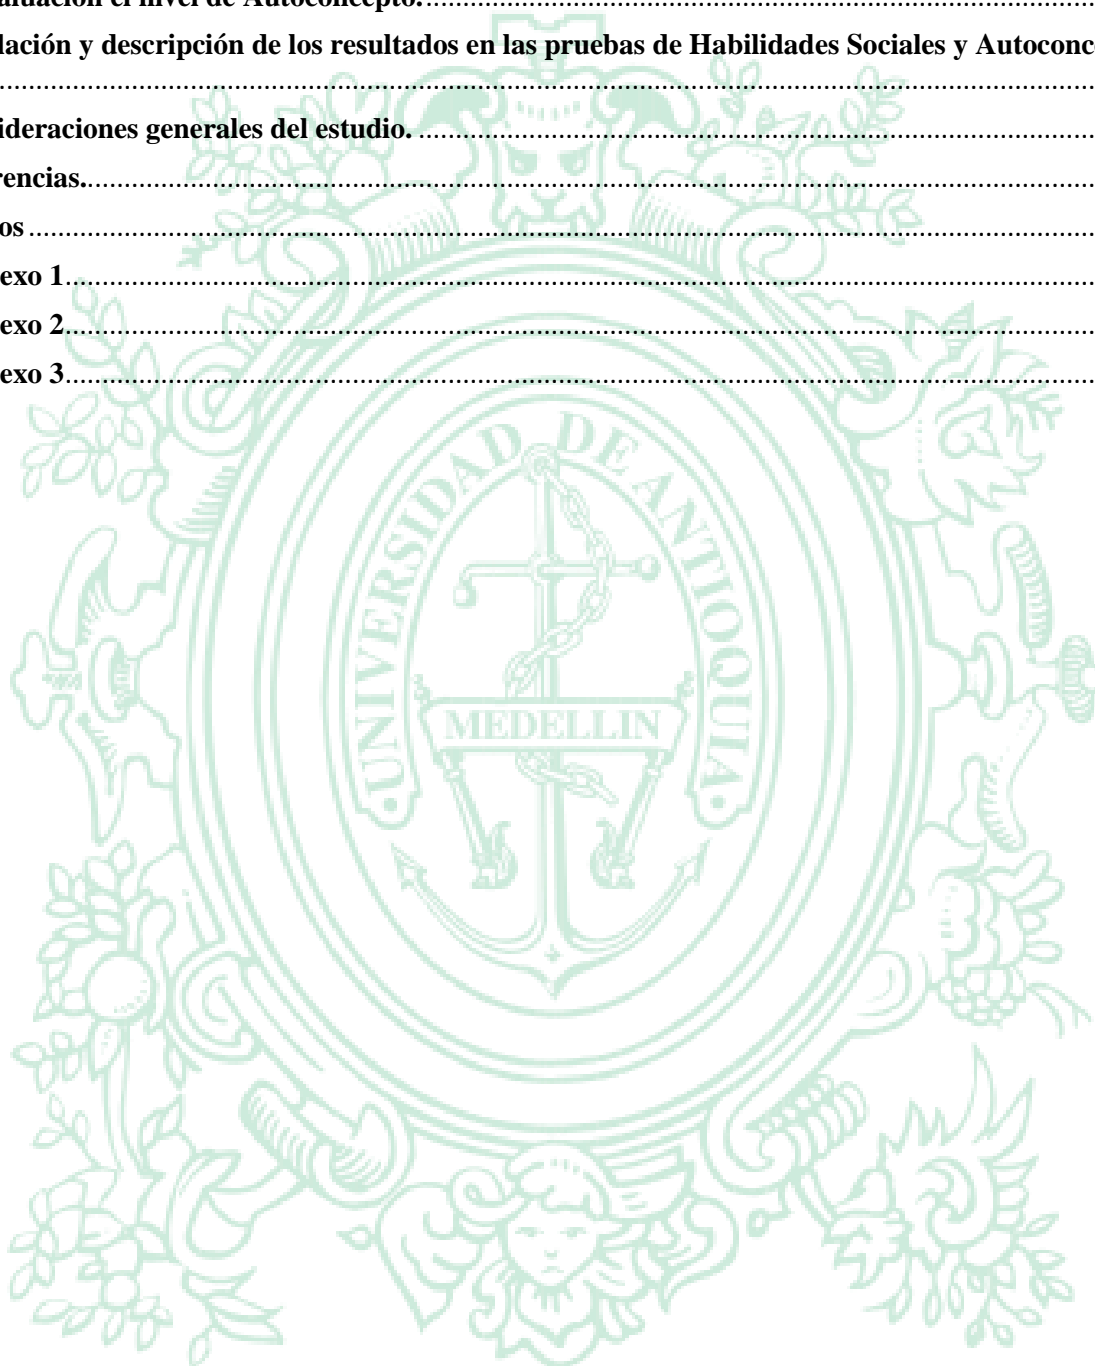 aluación el nivel de Autoconcepto.
lación y descripción de los resultados en las pruebas de Habilidades Sociales y Autoconce
ideraciones generales del estudio.
rencias.
os
exo 1
exo 2
exo 3
UNIVERSIDAD DE ANTIOQUIA
MEDELLIN